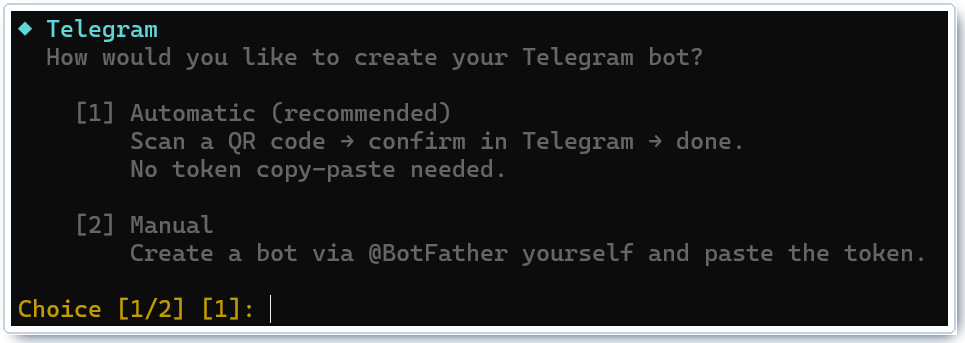 ◆ Telegram
How would you like to create your Telegram bot?
[1] Automatic (recommended)
Scan a QR code → confirm in Telegram → done.
No token copy-paste needed.
[2] Manual
Create a bot via @BotFather yourself and paste the token.
Choice [1/2] [1]: